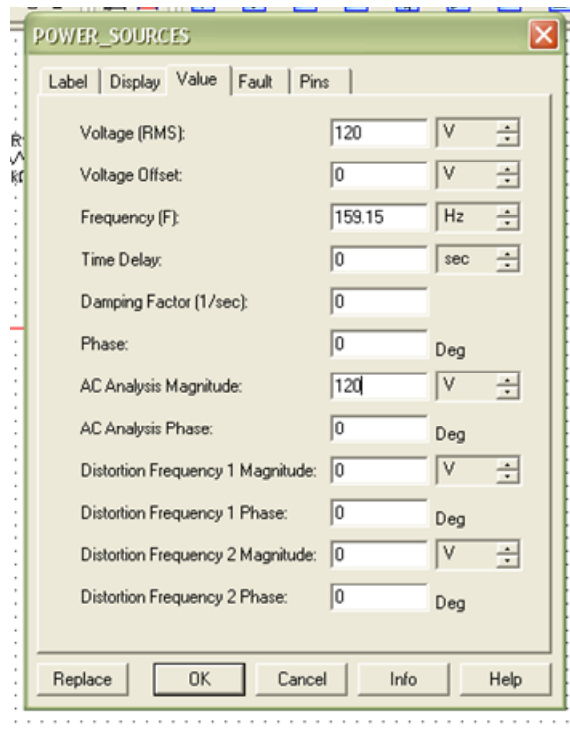 POWER_SOURCES
Label Display Value Fault Pins
Voltage (RMS): 120 V
Voltage Offset: 0 V
Frequency (F): 159.15 Hz
Time Delay: 0 sec
Damping Factor (1/sec): 0
Phase: 0 Deg
AC Analysis Magnitude: 120 V
AC Analysis Phase: 0 Deg
Distortion Frequency 1 Magnitude: 0 V
Distortion Frequency 1 Phase: 0 Deg
Distortion Frequency 2 Magnitude: 0 V
Distortion Frequency 2 Phase: 0 Deg
Replace OK Cancel Info Help